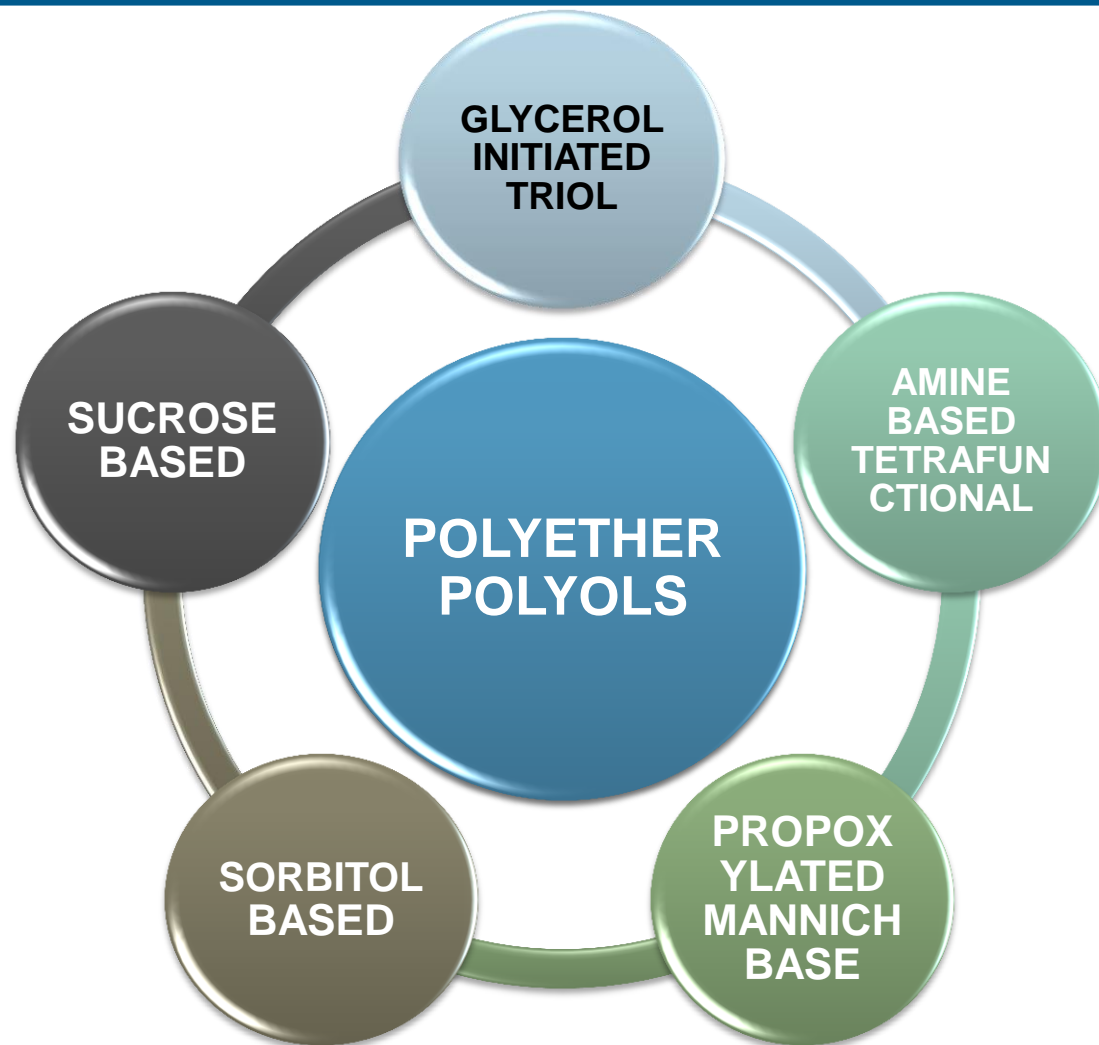 GLYCEROL
INITIATED
TRIOL
AMINE
BASED
TETRAFUN
CTIONAL
PROPOX
YLATED
MANNICH
BASE
SORBITOL
BASED
SUCROSE
BASED
POLYETHER
POLYOLS